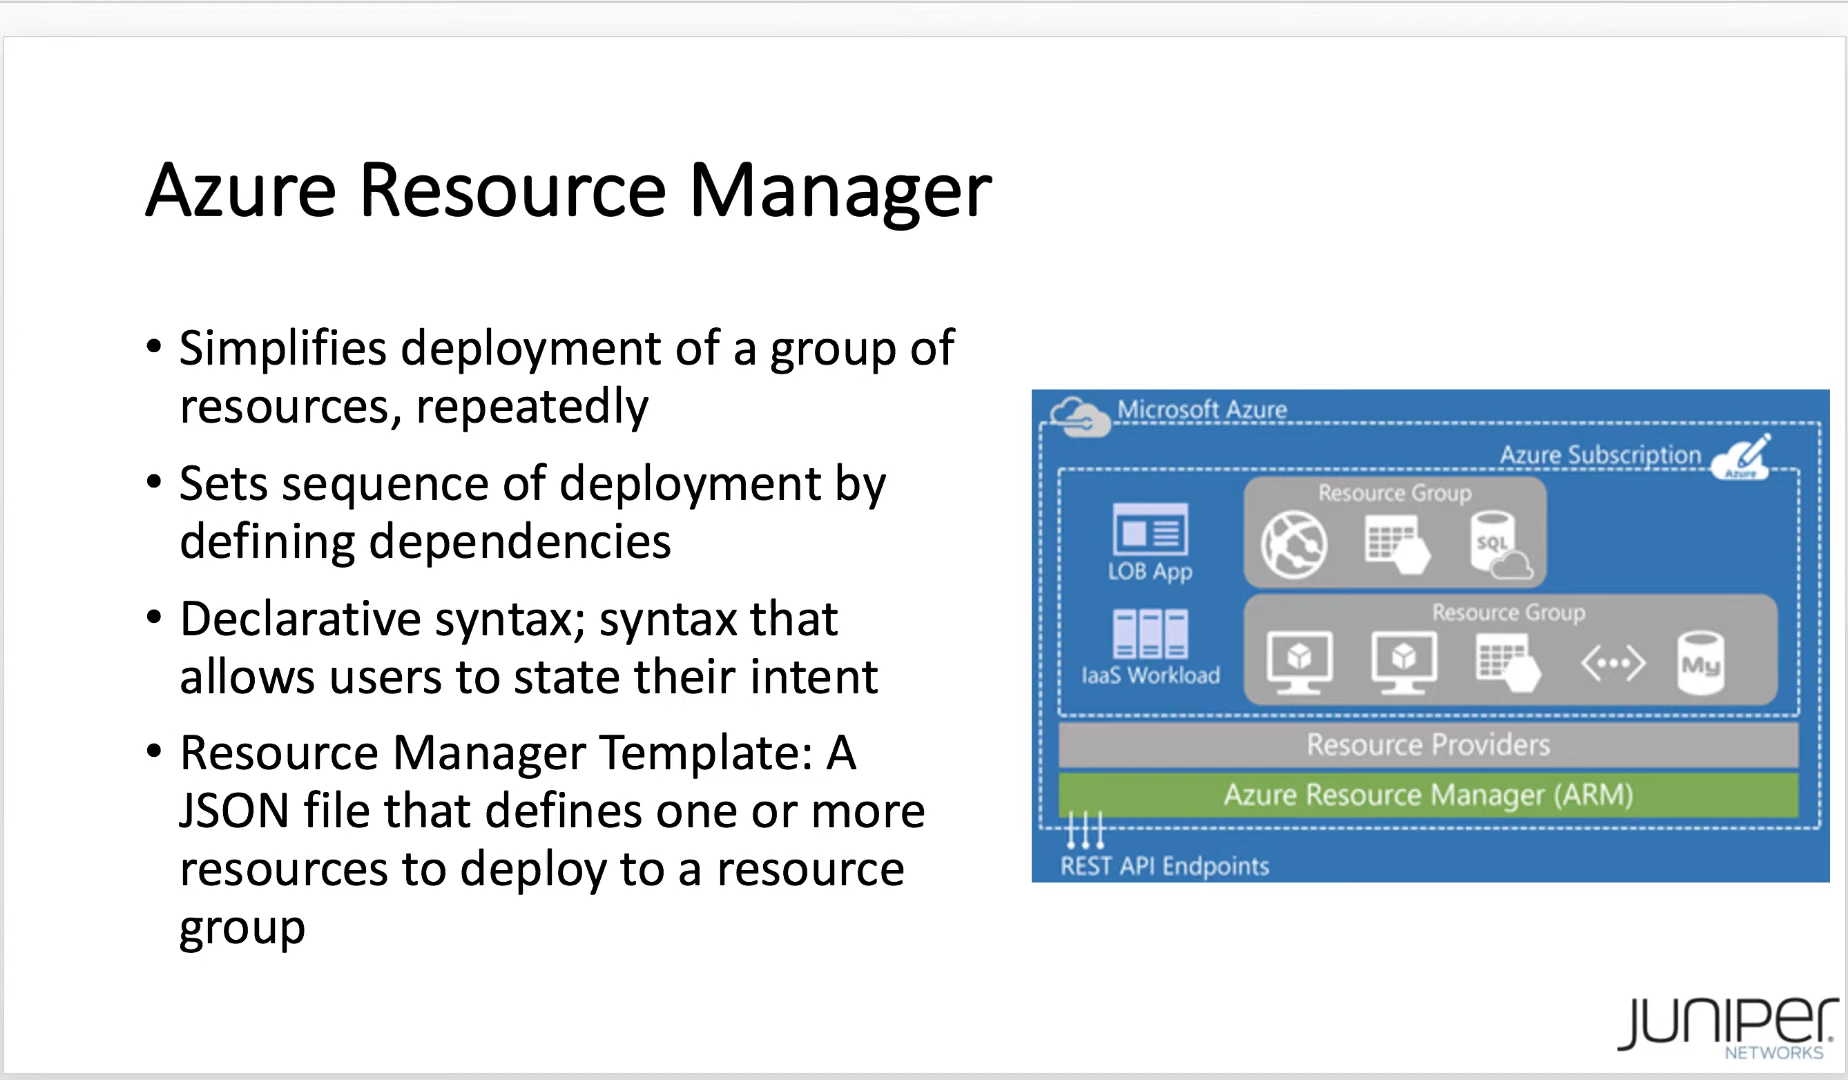 Azure Resource Manager
• Simplifies deployment of a group of
resources, repeatedly
• Sets sequence of deployment by
defining dependencies
• Declarative syntax; syntax that
allows users to state their intent
• Resource Manager Template: A
JSON file that defines one or more
resources to deploy to a resource
group
Microsoft Azure
Azure Subscription
Azure
Resource Group
SQL
LOB App
Resource Group
My
IaaS Workload
Resource Providers
Azure Resource Manager (ARM)
REST API Endpoints
JUNIPER
NETWORKS